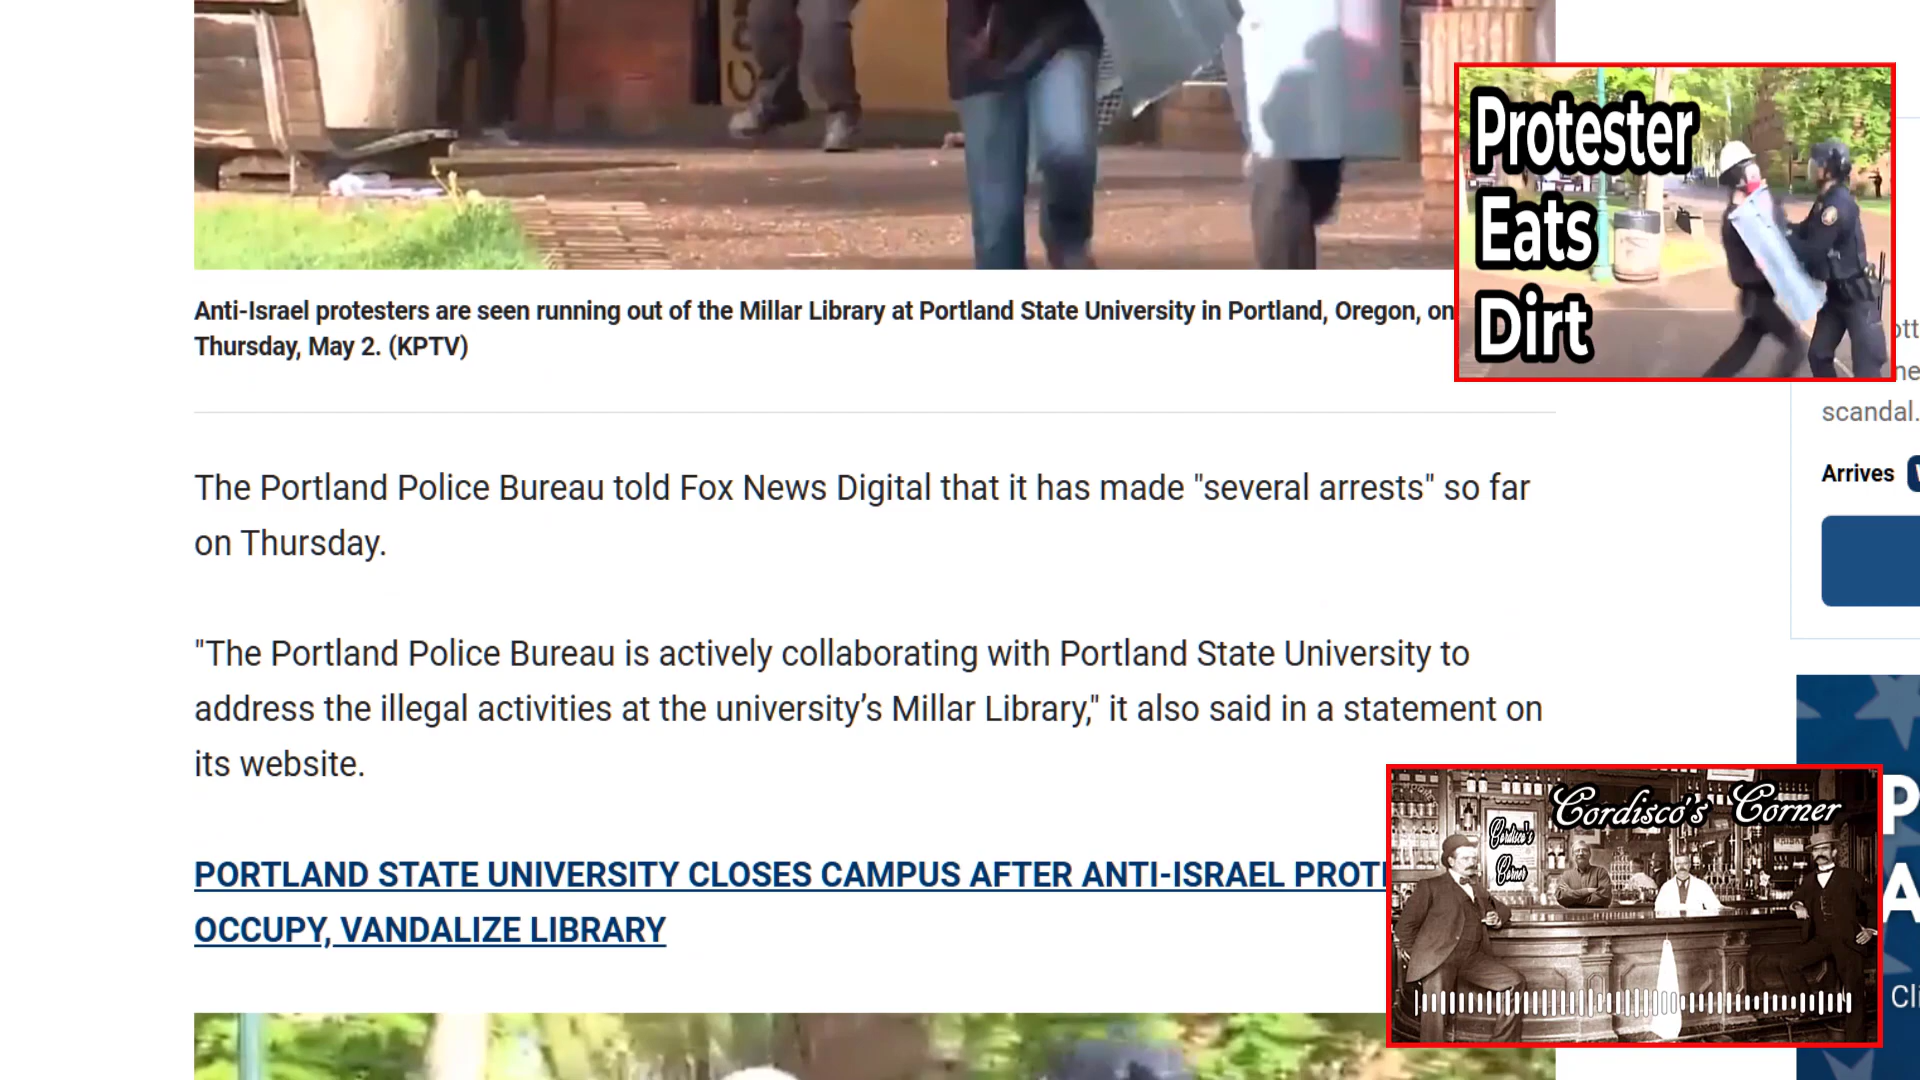 Anti-Israel protesters are seen running out of the Millar Library at Portland State University in Portland, Oregon, on
Thursday, May 2. (KPTV)
The Portland Police Bureau told Fox News Digital that it has made "several arrests" so far
on Thursday.
"The Portland Police Bureau is actively collaborating with Portland State University to
address the illegal activities at the university’s Millar Library," it also said in a statement on
its website.
PORTLAND STATE UNIVERSITY CLOSES CAMPUS AFTER ANTI-ISRAEL
OCCUPY, VANDALIZE LIBRARY
Protester
Eats
Dirt
scandal.
Arrives
Cordisco's Corner
Cordisco's
Corner